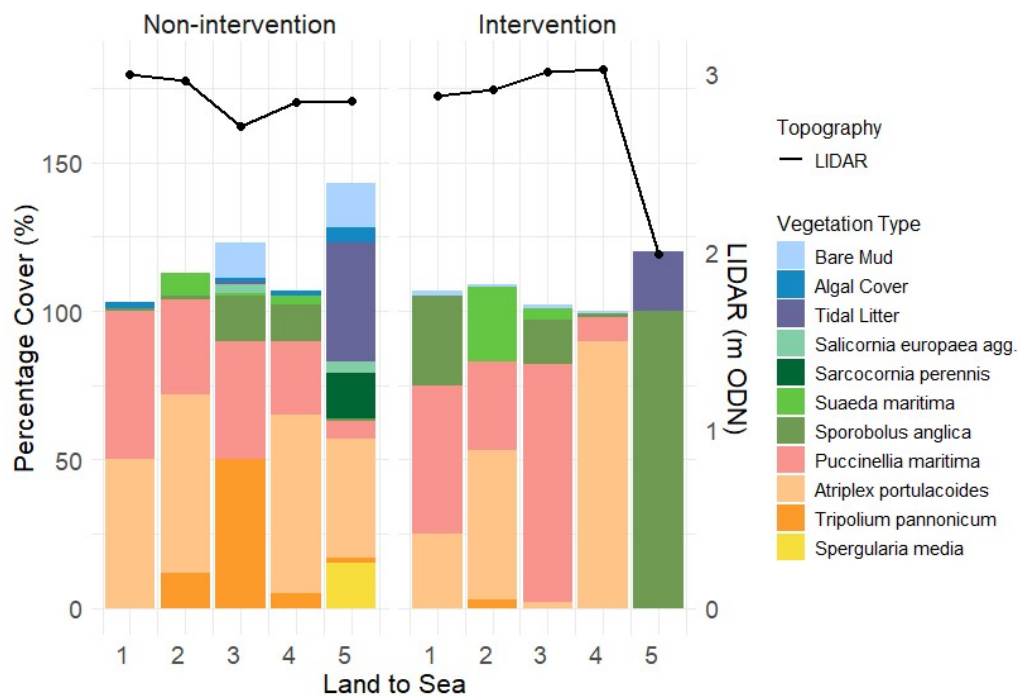 Non-intervention
Intervention
Percentage Cover (%)
150
100
50
0
3
2
1
0
LIDAR (m ODN)
1 2 3 4 5
1 2 3 4 5
Land to Sea
Topography
LIDAR
Vegetation Type
Bare Mud
Algal Cover
Tidal Litter
Salicornia europaea agg.
Sarcocornia perennis
Suaeda maritima
Sporobolus anglica
Puccinellia maritima
Atriplex portulacoides
Tripolium pannonicum
Spergularia media